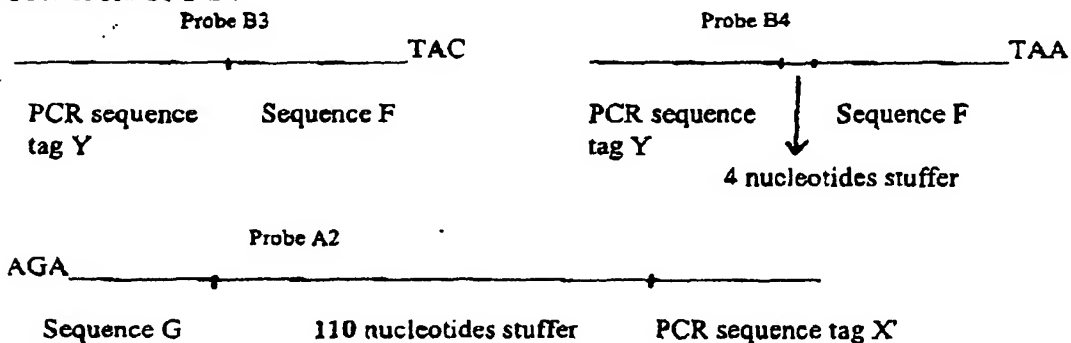 Probe B3 Probe B4
TAC TAA
PCR sequence Sequence F PCR sequence Sequence F
tag Y tag Y
4 nucleotides stuffer
Probe A2
AGA
Sequence G 110 nucleotides stuffer PCR sequence tag X'